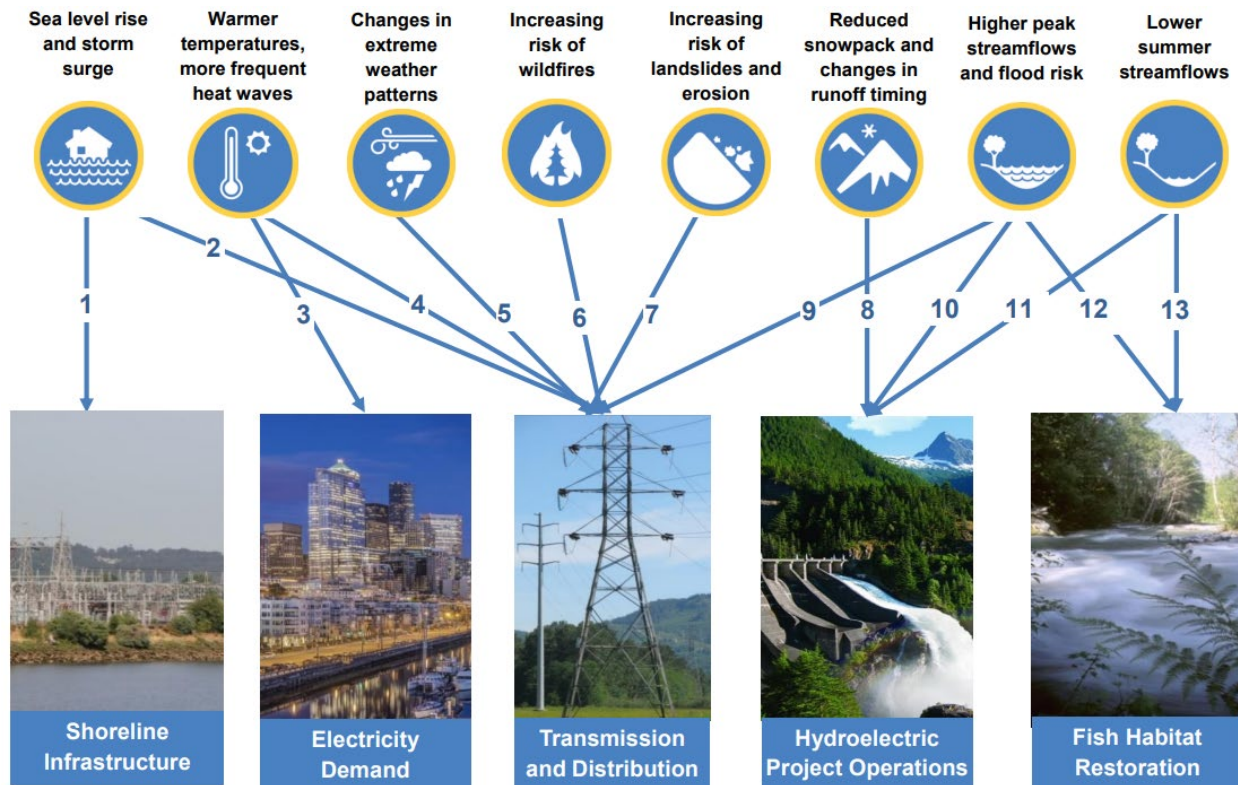 Sea level rise
and storm
surge
Warmer
temperatures,
more frequent
heat waves
Changes in
extreme
weather
patterns
Increasing
risk of
wildfires
Increasing
risk of
landslides and
erosion
Reduced
snowpack and
changes in
runoff timing
Higher peak
streamflows
and flood risk
Lower
summer
streamflows
1
2
3
4
5
6
7
9
8
10
11
12
13
Shoreline
Infrastructure
Electricity
Demand
Transmission
and Distribution
Hydroelectric
Project Operations
Fish Habitat
Restoration